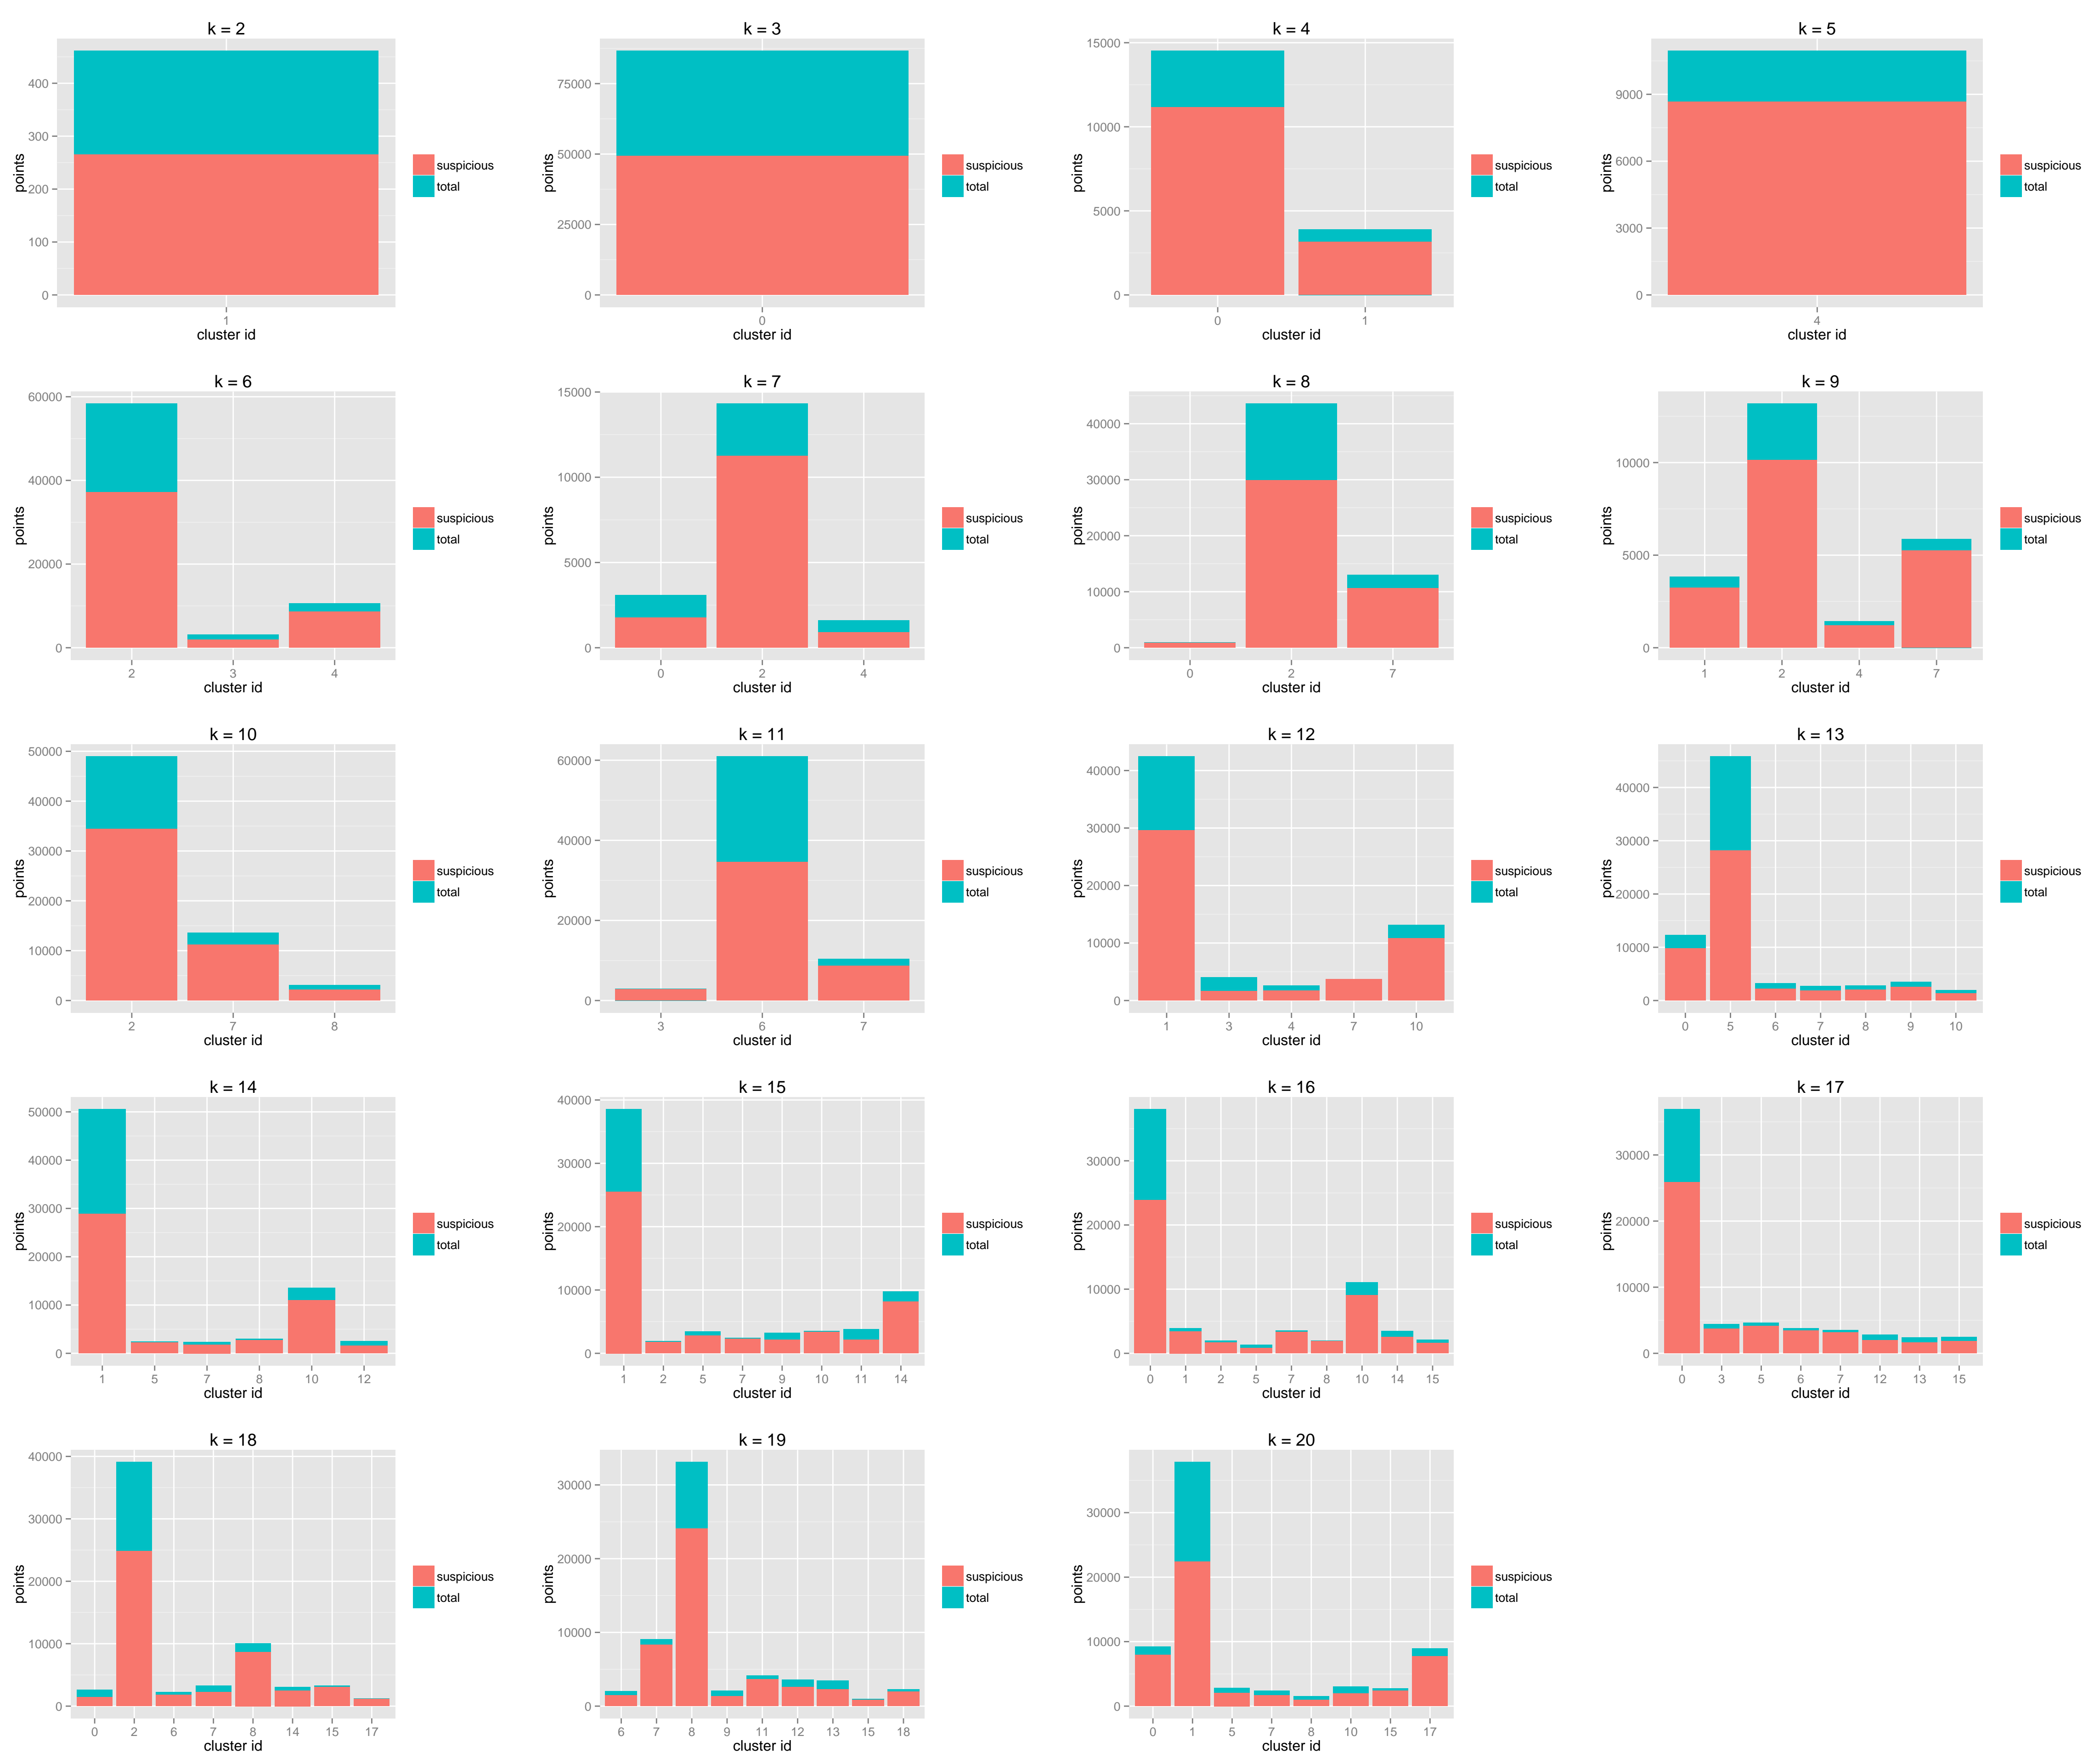 k = 2
points
400
300
200
100
0
1
cluster id
suspicious
total
k = 3
points
75000
50000
25000
0
0
cluster id
suspicious
total
k = 4
points
15000
10000
5000
0
0 1
cluster id
suspicious
total
k = 5
points
9000
6000
3000
0
4
cluster id
suspicious
total
k = 6
points
60000
40000
20000
0
2 3 4
cluster id
suspicious
total
k = 7
points
15000
10000
5000
0
0 2 4
cluster id
suspicious
total
k = 8
points
40000
30000
20000
10000
0
0 2 7
cluster id
suspicious
total
k = 9
points
10000
5000
0
1 2 4 7
cluster id
suspicious
total
k = 10
points
50000
40000
30000
20000
10000
0
2 7 8
cluster id
suspicious
total
k = 11
points
60000
40000
20000
0
3 6 7
cluster id
suspicious
total
k = 12
points
40000
30000
20000
10000
0
1 3 4 7 10
cluster id
suspicious
total
k = 13
points
40000
30000
20000
10000
0
0 5 6 7 8 9 10
cluster id
suspicious
total
k = 14
points
50000
40000
30000
20000
10000
0
1 5 7 8 10 12
cluster id
suspicious
total
k = 15
points
40000
30000
20000
10000
0
1 2 5 7 9 10 11 14
cluster id
suspicious
total
k = 16
points
30000
20000
10000
0
0 1 2 5 7 8 10 14 15
cluster id
suspicious
total
k = 17
points
30000
20000
10000
0
0 3 5 6 7 12 13 15
cluster id
suspicious
total
k = 18
points
40000
30000
20000
10000
0
0 2 6 7 8 14 15 17
cluster id
suspicious
total
k = 19
points
30000
20000
10000
0
6 7 8 9 11 12 13 15 18
cluster id
suspicious
total
k = 20
points
30000
20000
10000
0
0 1 5 7 8 10 15 17
cluster id
suspicious
total